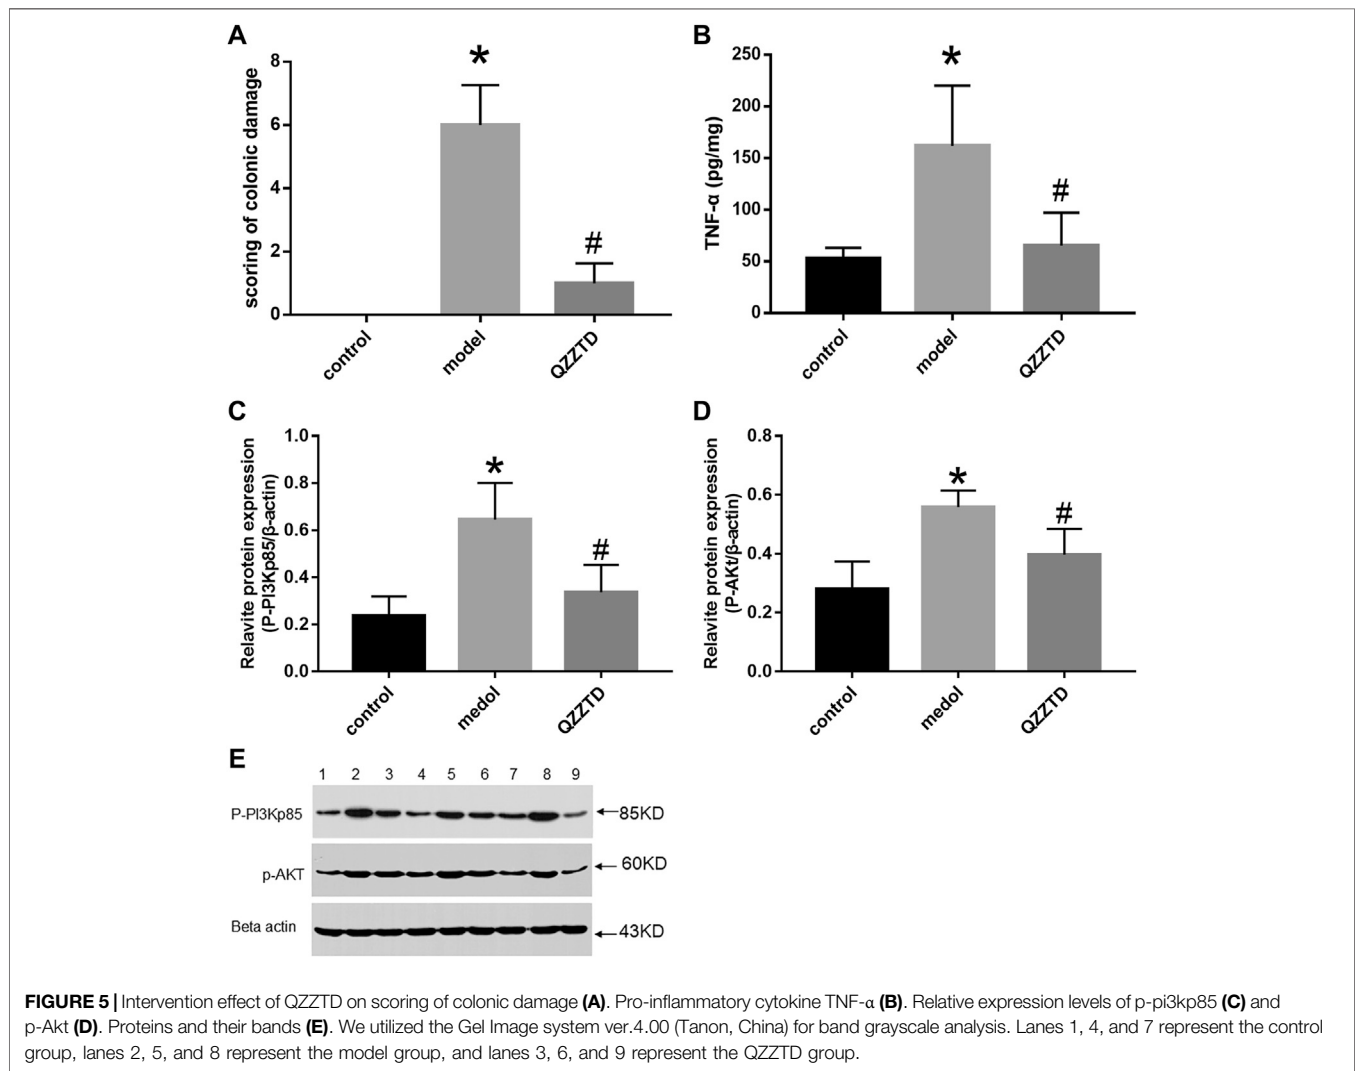 A
scoring of colonic damage
8
6
4
2
0
*
#
control
model
QZZTD
B
TNF-α (pg/mg)
250
200
150
100
50
0
*
#
control
model
QZZTD
C
Relavite protein expression
(P-PI3Kp85/β-actin)
1.0
0.8
0.6
0.4
0.2
0.0
*
#
control
medol
QZZTD
D
Relavite protein expression
(P-AKt/β-actin)
0.8
0.6
0.4
0.2
0.0
*
#
control
medol
QZZTD
E
1 2 3 4 5 6 7 8 9
P-PI3Kp85
85KD
p-AKT
60KD
Beta actin
43KD
FIGURE 5 | Intervention effect of QZZTD on scoring of colonic damage (A). Pro-inflammatory cytokine TNF-α (B). Relative expression levels of p-pi3kp85 (C) and
p-Akt (D). Proteins and their bands (E). We utilized the Gel Image system ver.4.00 (Tanon, China) for band grayscale analysis. Lanes 1, 4, and 7 represent the control
group, lanes 2, 5, and 8 represent the model group, and lanes 3, 6, and 9 represent the QZZTD group.